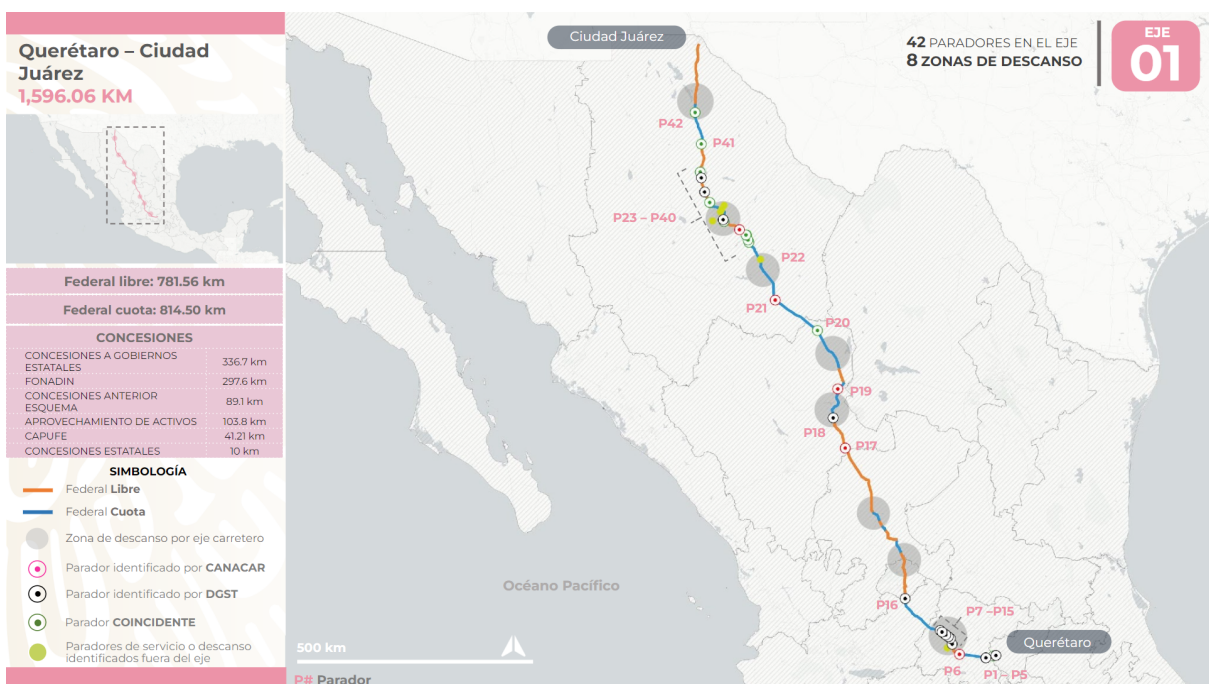 Querétaro – Ciudad
Juárez
1,596.06 KM
Federal libre: 781.56 km
Federal cuota: 814.50 km
CONCESIONES
CONCESIONES A GOBIERNOS
ESTATALES 336.7 km
FONADIN 297.6 km
CONCESIONES ANTERIOR
ESQUEMA 89.1 km
APROVECHAMIENTO DE ACTIVOS 103.8 km
CAPUFE 41.21 km
CONCESIONES ESTATALES 10 km
SIMBOLOGÍA
Federal Libre
Federal Cuota
Zona de descanso por eje carretero
Parador identificado por CANACAR
Parador identificado por DGST
Parador COINCIDENTE
Paradores de servicio o descanso
identificados fuera del eje
Ciudad Juárez
42 PARADORES EN EL EJE
8 ZONAS DE DESCANSO
EJE
01
P42
P41
P23 – P40
P22
P21
P20
P19
P18
P17
Océano Pacífico
P16
P7 –P15
Querétaro
P6
P1 – P5
500 km
P# Parador